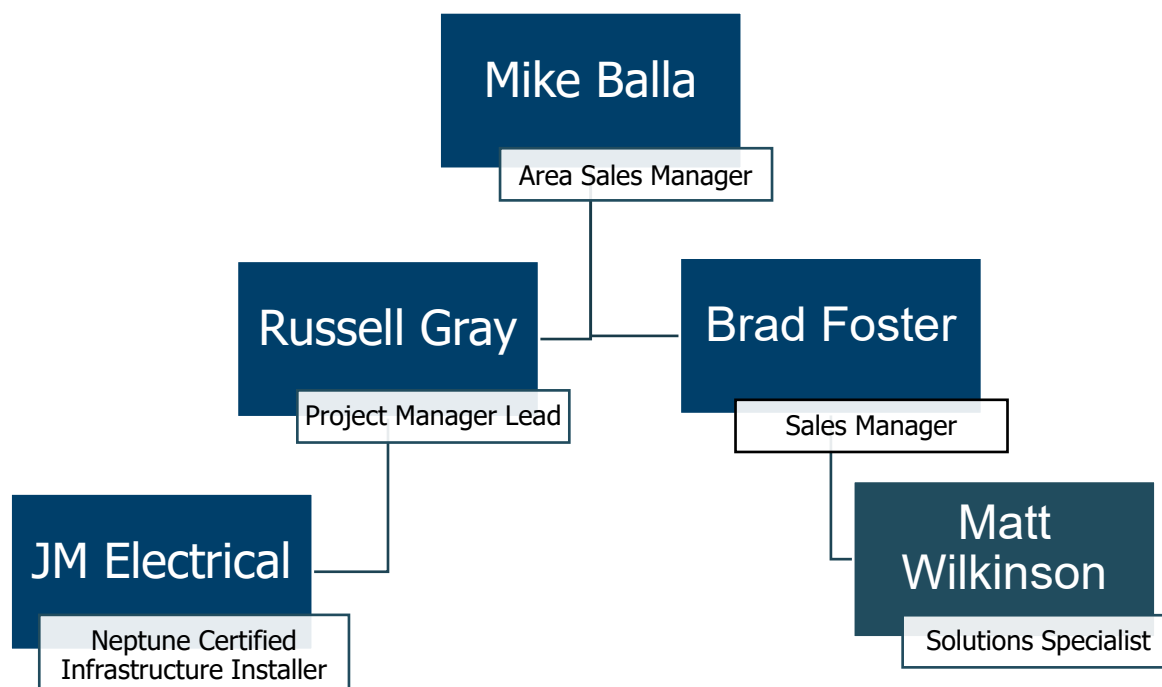 Mike Balla
Area Sales Manager
Russell Gray
Project Manager Lead
Brad Foster
Sales Manager
JM Electrical
Neptune Certified
Infrastructure Installer
Matt
Wilkinson
Solutions Specialist